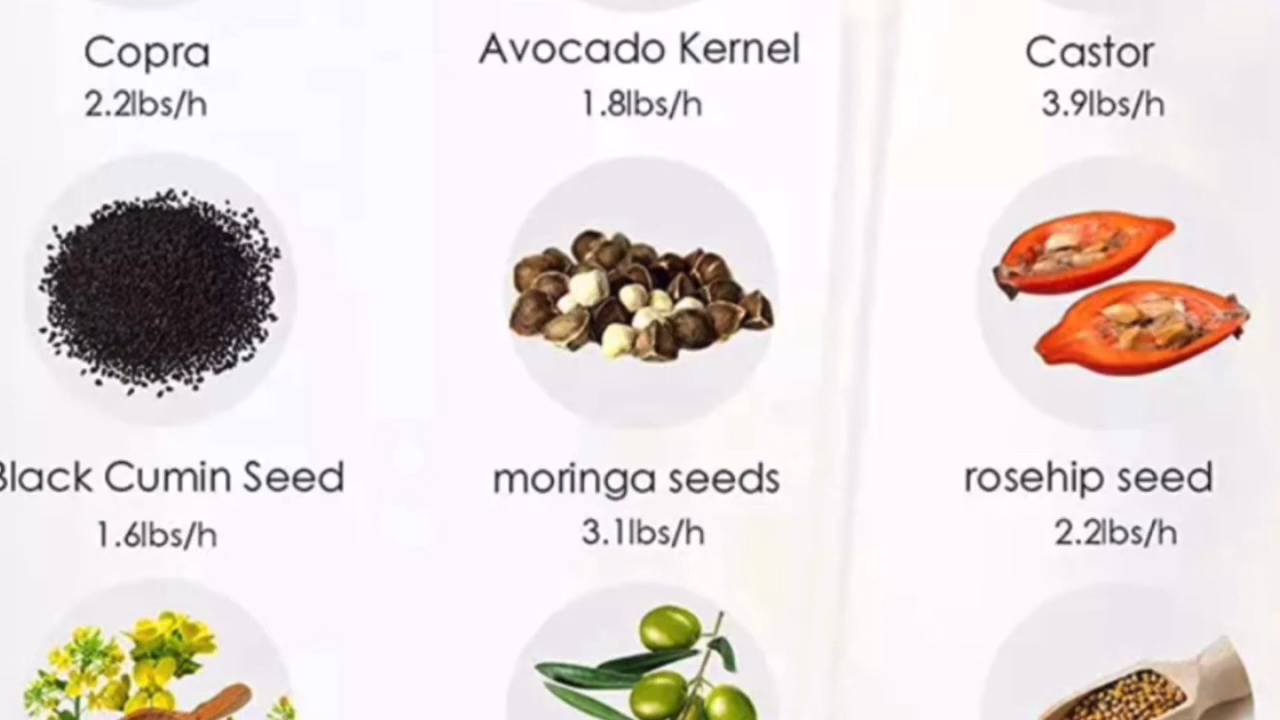 Copra
Avocado Kernel
Castor
2.2lbs/h
1.8lbs/h
3.9lbs/h
Black Cumin Seed
moringa seeds
rosehip seed
1.6lbs/h
3.1lbs/h
2.2lbs/h